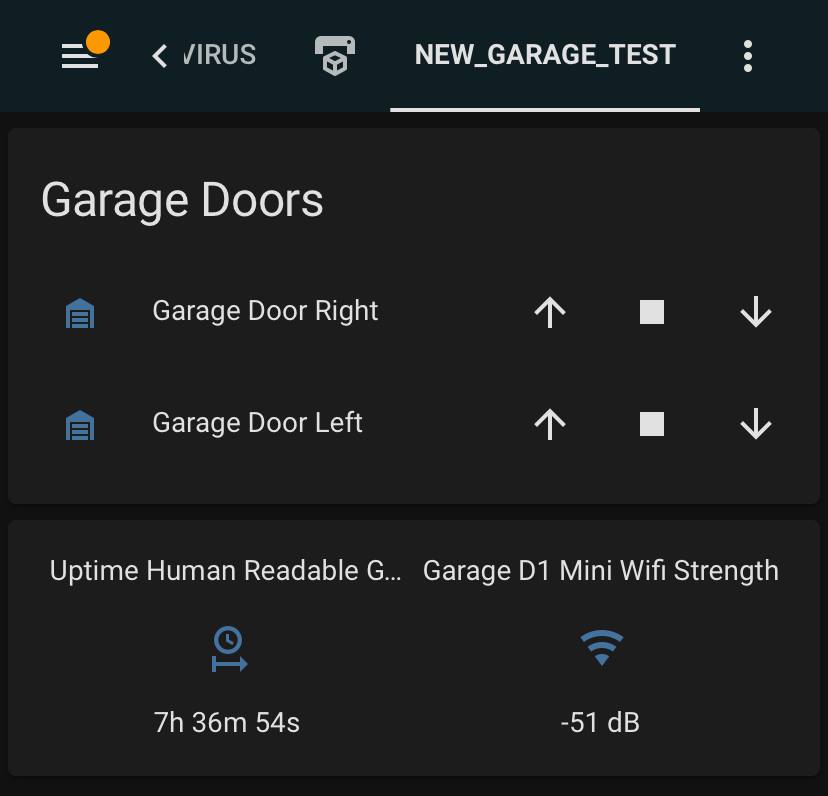 VIRUS
NEW_GARAGE_TEST
Garage Doors
Garage Door Right
Garage Door Left
Uptime Human Readable G... Garage D1 Mini Wifi Strength
7h 36m 54s -51 dB